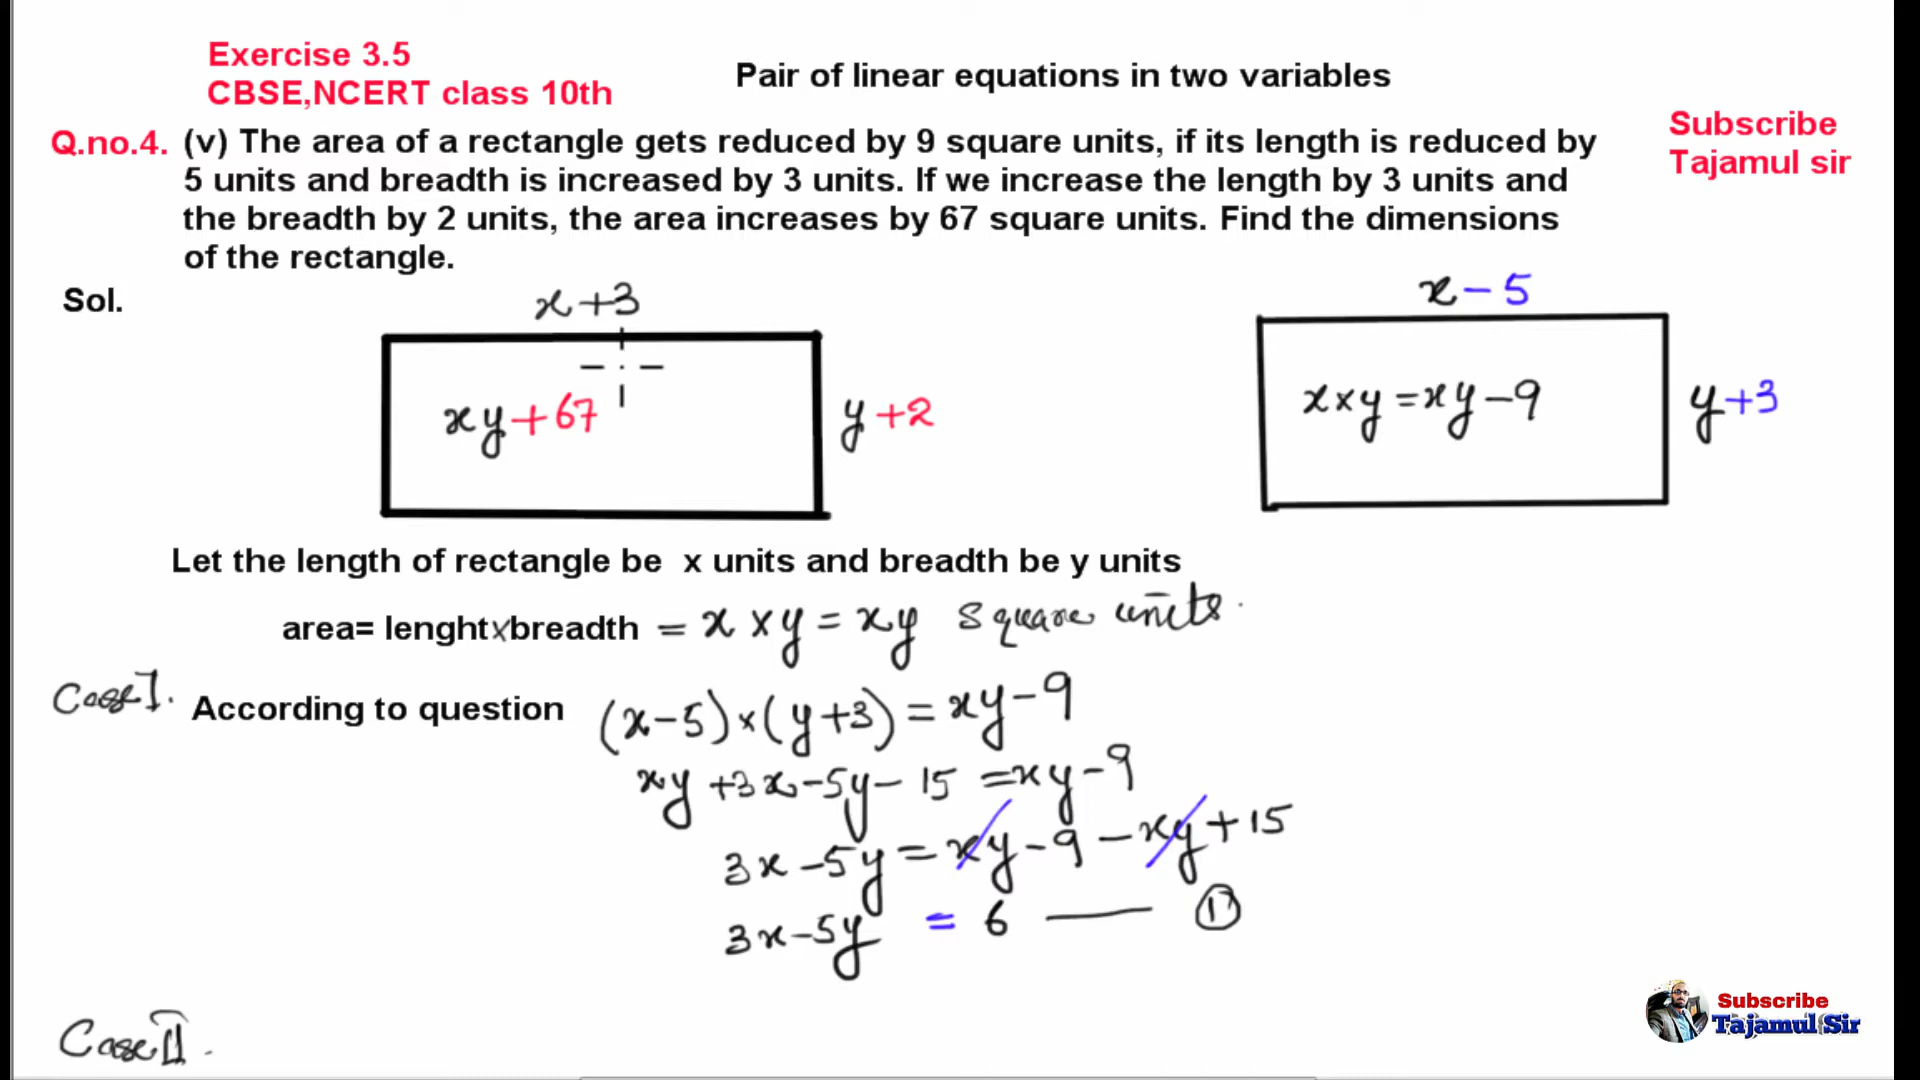 Exercise 3.5
CBSE,NCERT class 10th
Pair of linear equations in two variables
Subscribe
Tajamul sir
Q.no.4. (v) The area of a rectangle gets reduced by 9 square units, if its length is reduced by
5 units and breadth is increased by 3 units. If we increase the length by 3 units and
the breadth by 2 units, the area increases by 67 square units. Find the dimensions
of the rectangle.
Sol.
x+3
xy+67
y+2
x-5
x×y=xy-9
y+3
Let the length of rectangle be x units and breadth be y units
area= lenght×breadth = x×y = xy square units.
Case I. According to question (x-5)×(y+3) = xy-9
xy+3x-5y-15 = xy-9
3x-5y = xy-9-xy+15
3x-5y = 6 —— ①
Case II.
Subscribe
Tajamul Sir